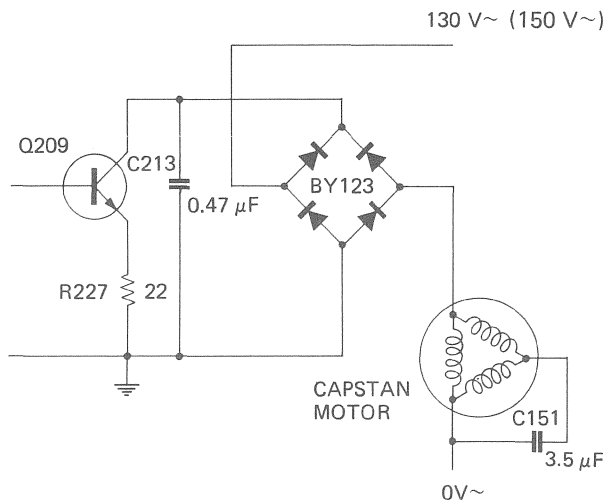 130 V~ (150 V~)
Q209
C213
BY123
0.47 µF
R227 22
CAPSTAN
MOTOR
C151
3.5 µF
0V~